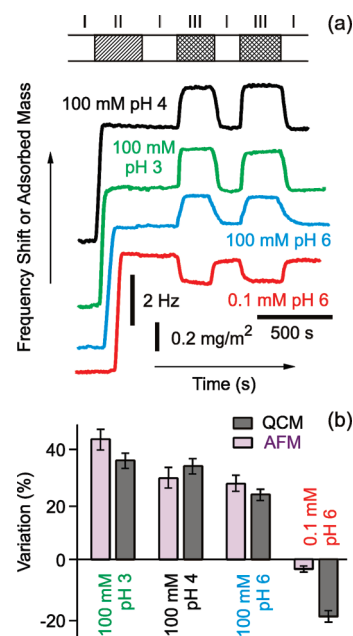 I II I III I III I (a)
100 mM pH 4
100 mM
pH 3
100 mM pH 6
0.1 mM pH 6
2 Hz
0.2 mg/m²
500 s
Frequency Shift or Adsorbed Mass
Time (s)
(b)
QCM
AFM
Variation (%)
40
20
0
-20
100 mM
pH 3
100 mM
pH 4
100 mM
pH 6
0.1 mM
pH 6